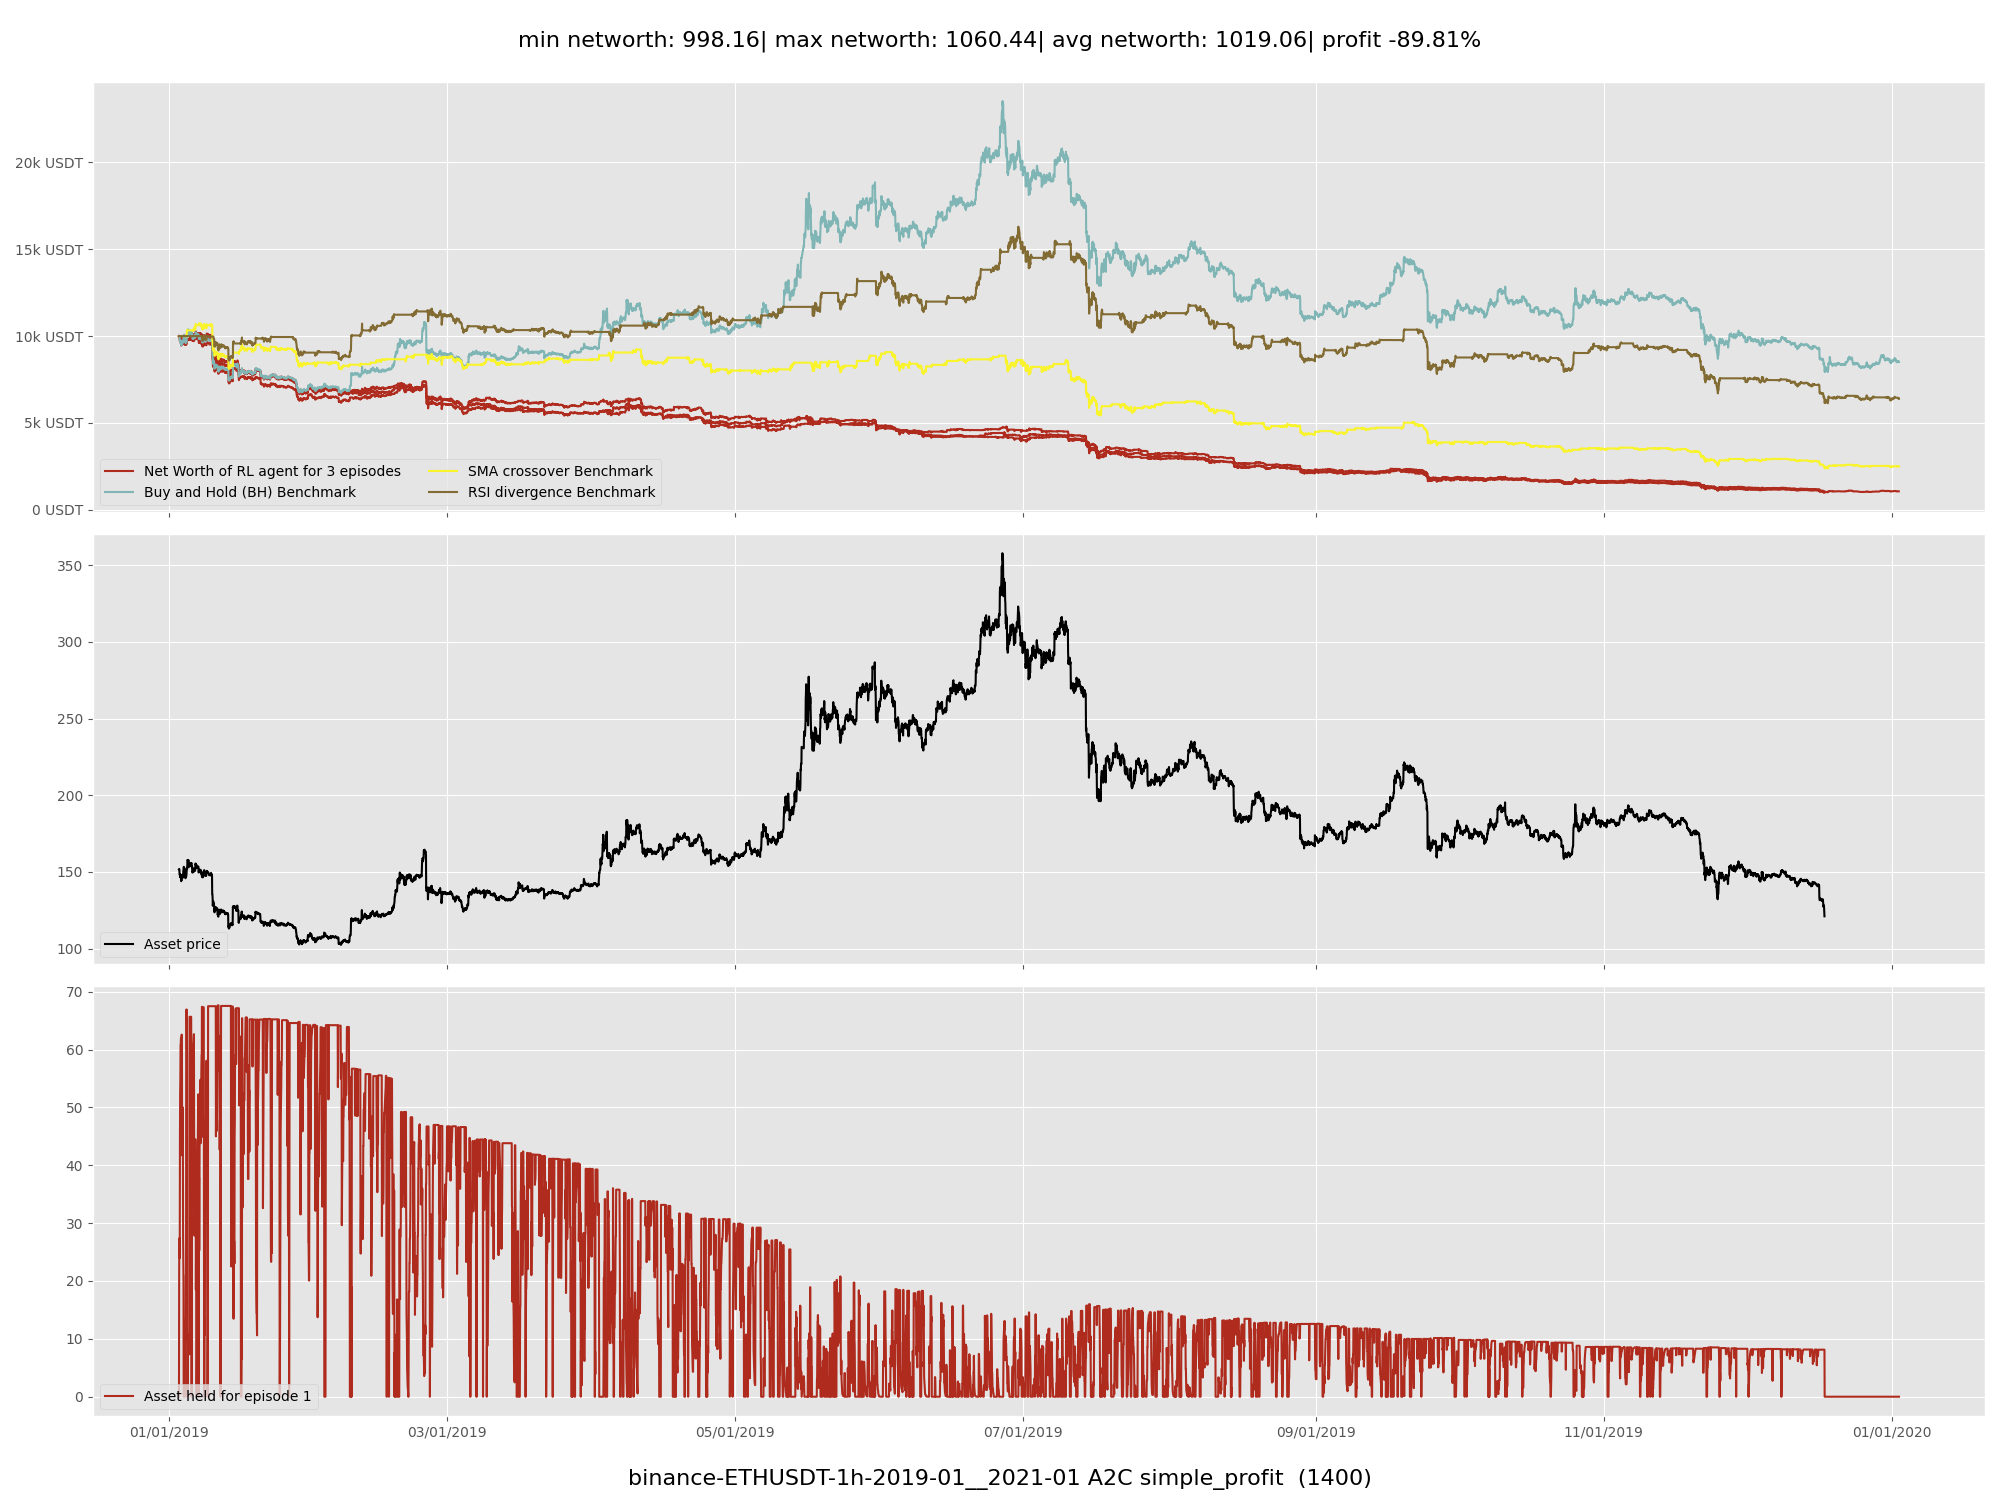 min networth: 998.16| max networth: 1060.44| avg networth: 1019.06| profit -89.81%
20k USDT
15k USDT
10k USDT
5k USDT
0 USDT
Net Worth of RL agent for 3 episodes
Buy and Hold (BH) Benchmark
SMA crossover Benchmark
RSI divergence Benchmark
350
300
250
200
150
100
Asset price
70
60
50
40
30
20
10
0
Asset held for episode 1
01/01/2019
03/01/2019
05/01/2019
07/01/2019
09/01/2019
11/01/2019
01/01/2020
binance-ETHUSDT-1h-2019-01__2021-01 A2C simple_profit (1400)